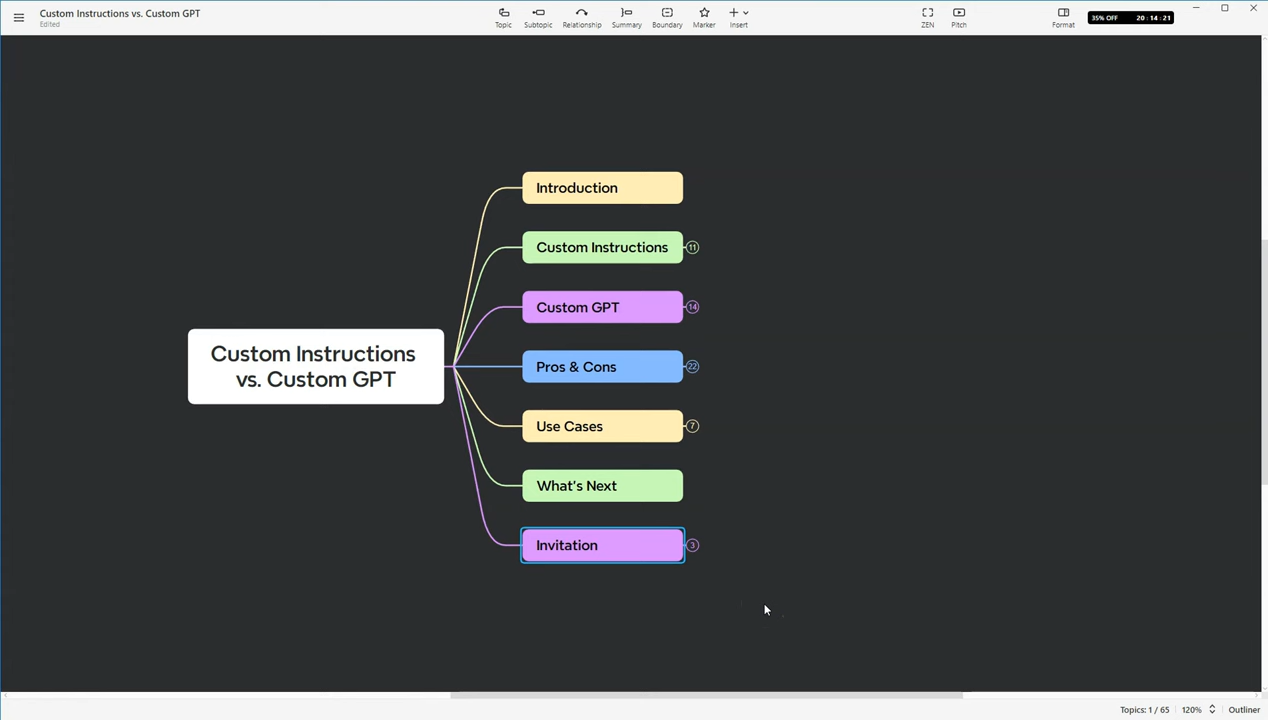 Custom Instructions vs. Custom GPT
Edited
Topic
Subtopic
Relationship
Summary
Boundary
Marker
Insert
ZEN
Pitch
Format
35% OFF 20 : 14 : 21
Introduction
Custom Instructions
11
Custom GPT
14
Custom Instructions
vs. Custom GPT
Pros & Cons
22
Use Cases
7
What's Next
Invitation
3
Topics: 1 / 65
120%
Outliner